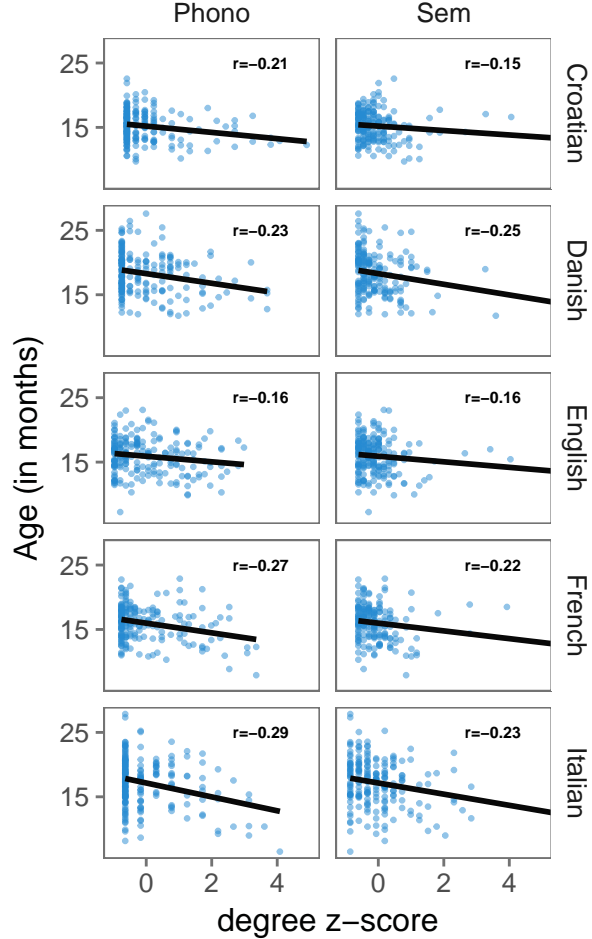 Phono Sem
25 15 r=−0.21 r=−0.15 Croatian
25 15 r=−0.23 r=−0.25 Danish
25 15 r=−0.16 r=−0.16 English
25 15 r=−0.27 r=−0.22 French
25 15 r=−0.29 r=−0.23 Italian
Age (in months)
0 2 4 0 2 4
degree z−score